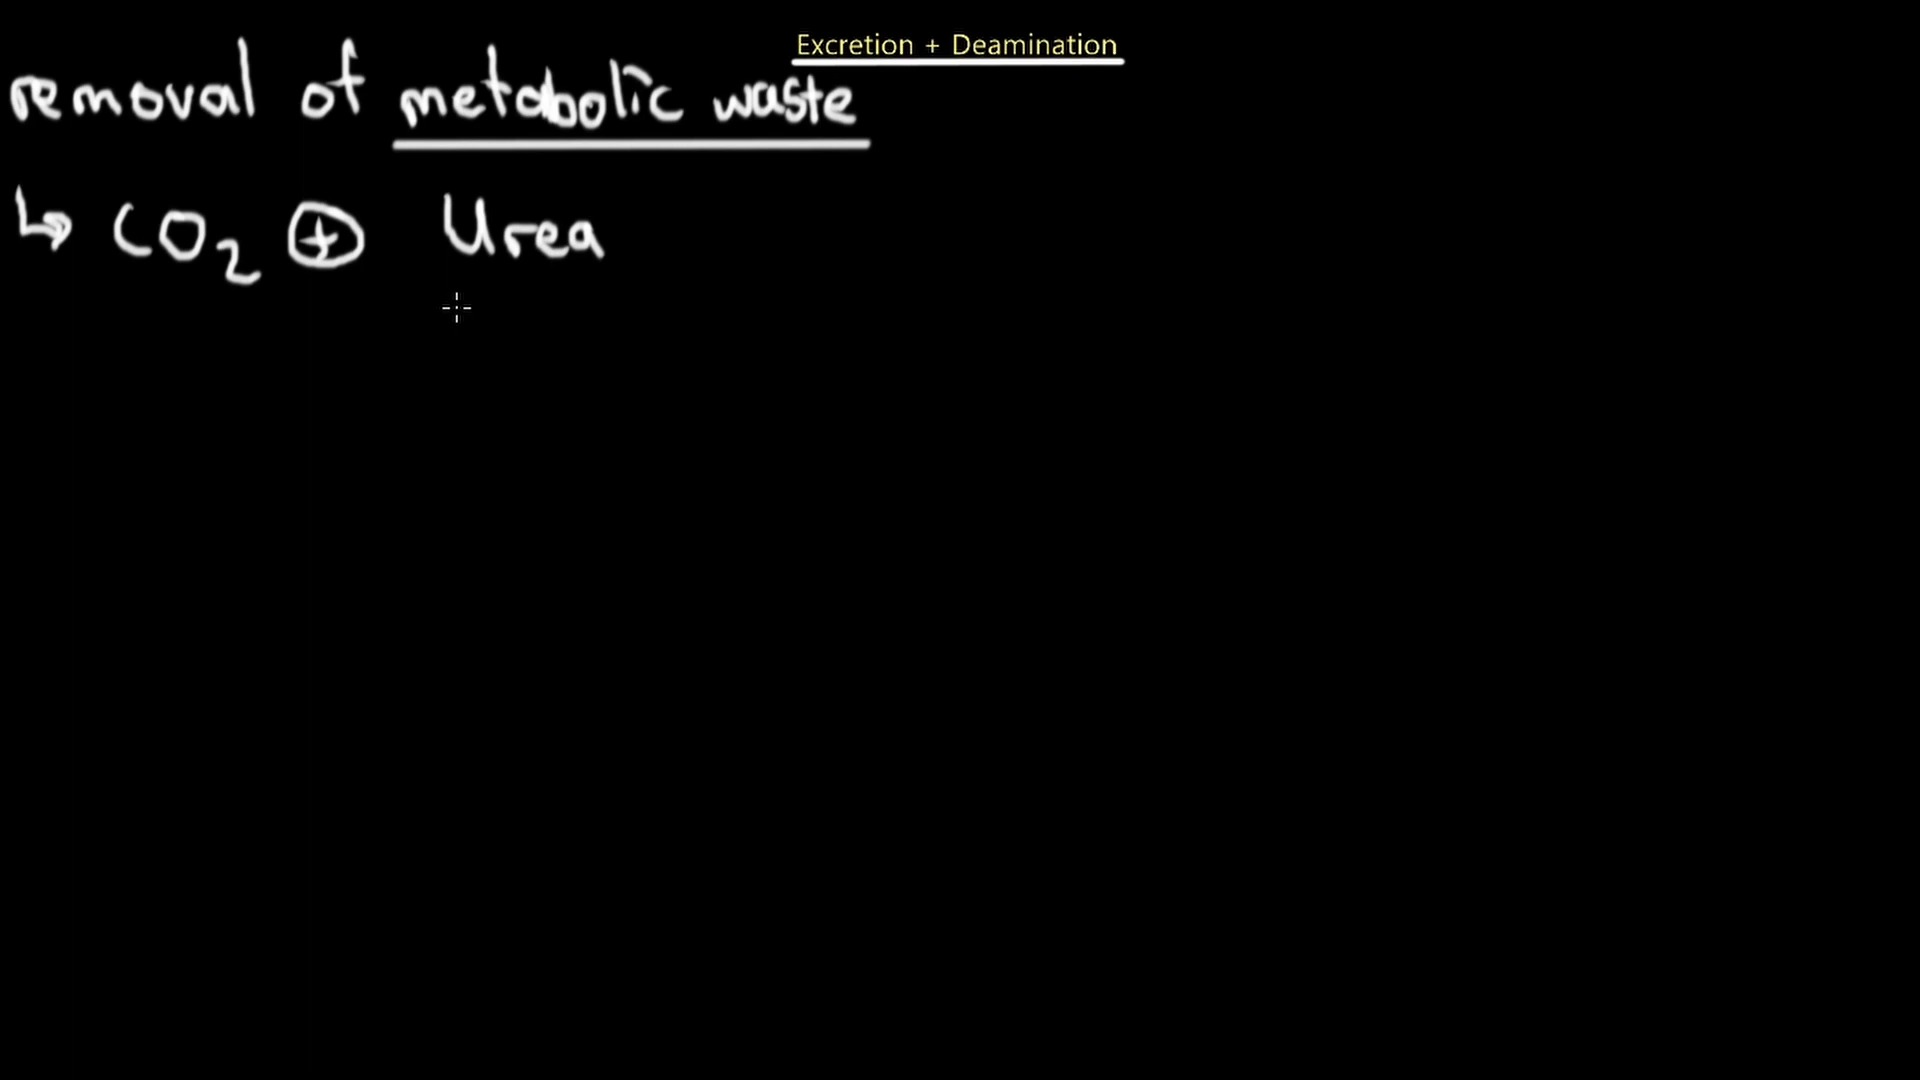 Excretion + Deamination
removal of metabolic waste
↳ CO₂ ⊕ Urea